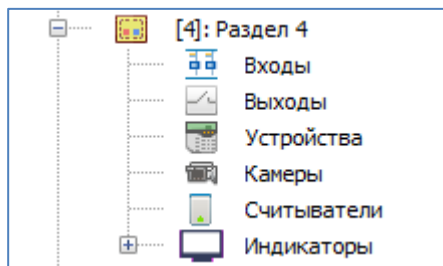 [4]: Раздел 4
Входы
Выходы
Устройства
Камеры
Считыватели
Индикаторы